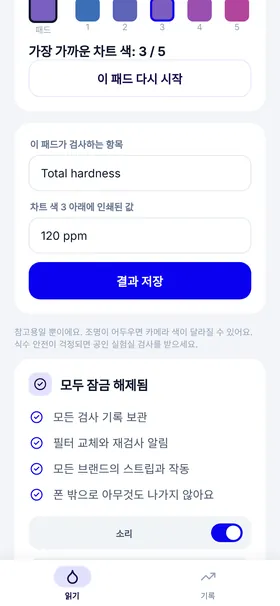 패드
1
2
3
4
5
가장 가까운 차트 색: 3 / 5
이 패드 다시 시작
이 패드가 검사하는 항목
Total hardness
차트 색 3 아래에 인쇄된 값
120 ppm
결과 저장
참고용일 뿐이에요. 조명이 어두우면 카메라 색이 달라질 수 있어요.
식수 안전이 걱정되면 공인 실험실 검사를 받으세요.
모두 잠금 해제됨
모든 검사 기록 보관
필터 교체와 재검사 알림
모든 브랜드의 스트립과 작동
폰 밖으로 아무것도 나가지 않아요
소리
읽기
기록